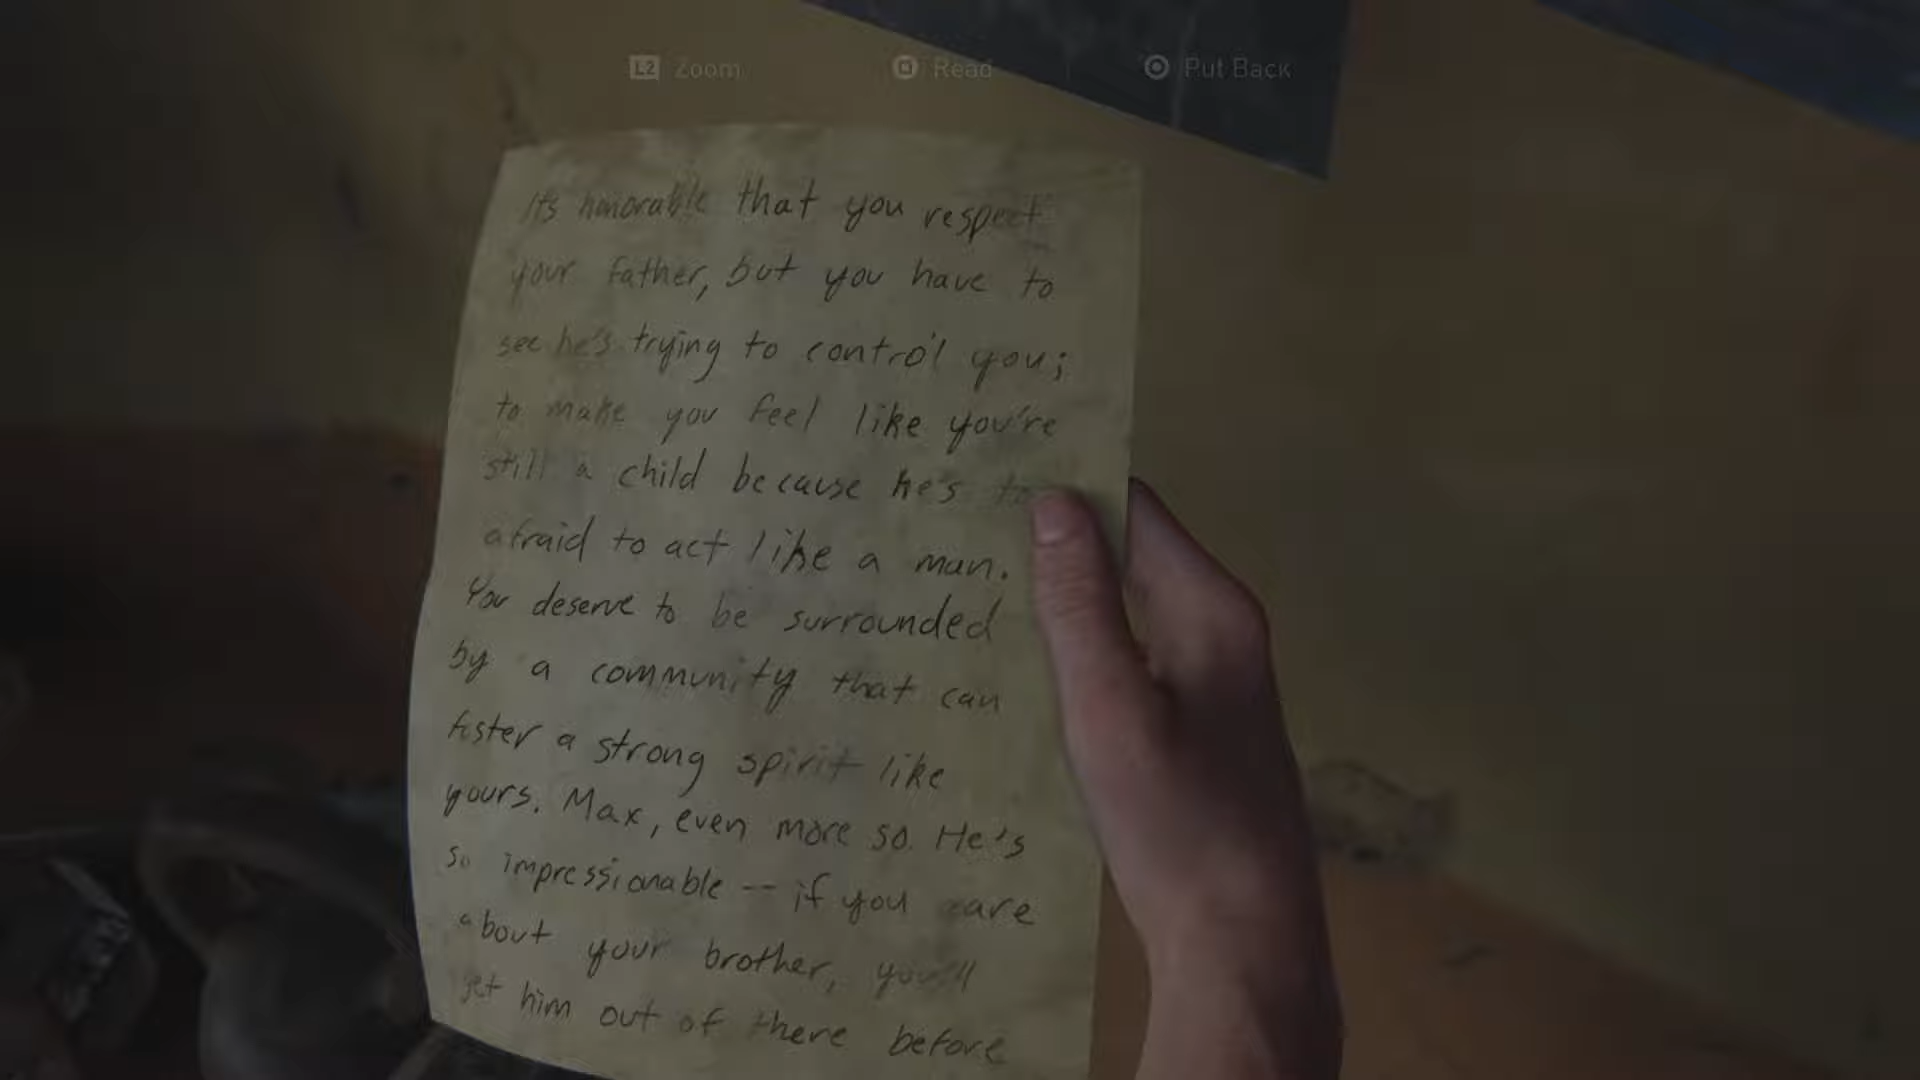 L2 Zoom Read Put Back
It's honorable that you respect
your father, but you have to
see he's trying to control you;
to make you feel like you're
still a child because he's
afraid to act like a man.
You deserve to be surrounded
by a community that can
foster a strong spirit like
yours. Max, even more so. He's
so impressionable -- if you care
about your brother, you'll
get him out of there before